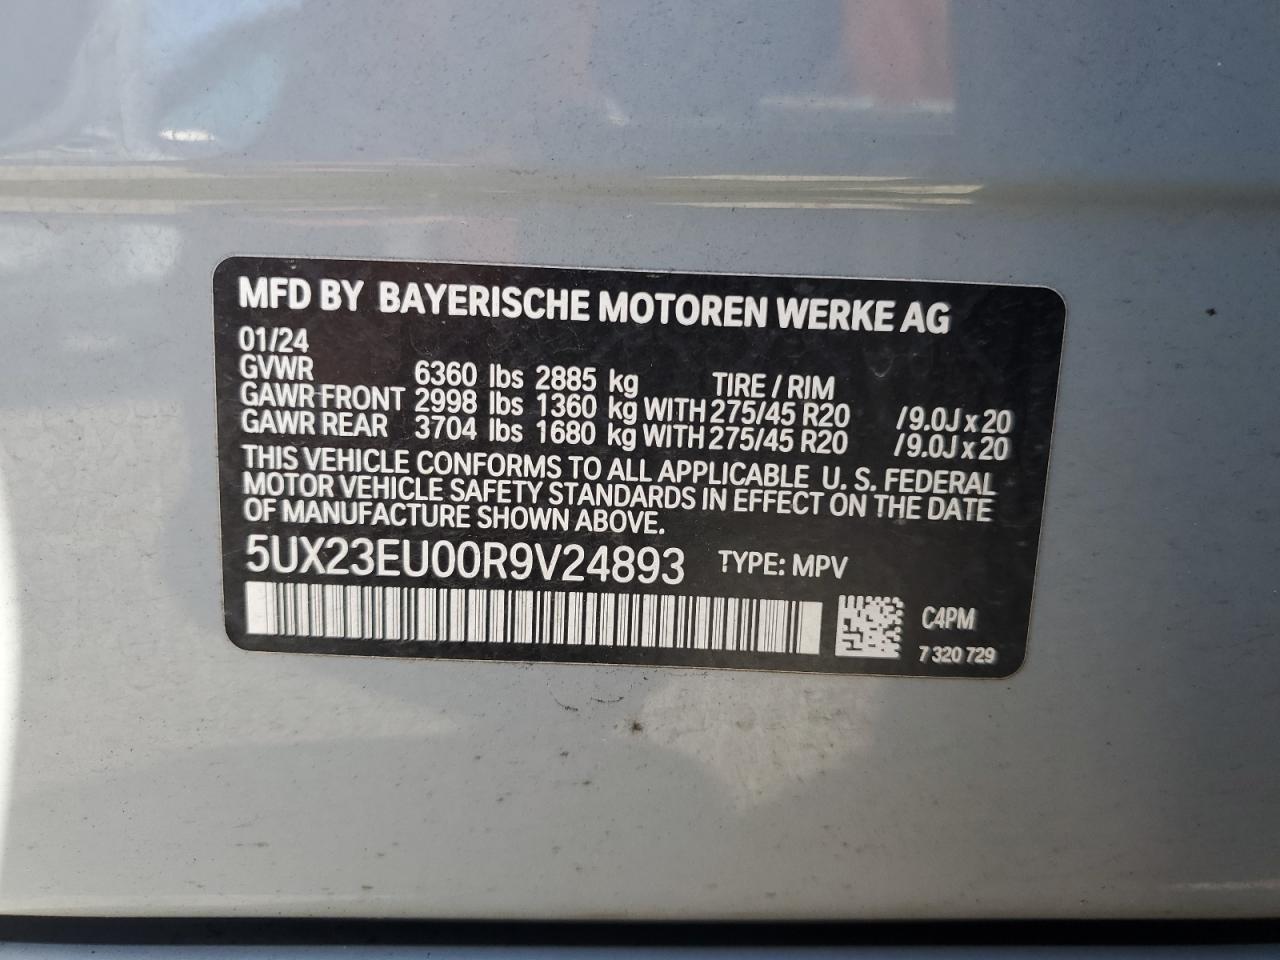 MFD BY BAYERISCHE MOTOREN WERKE AG
01/24
GVWR 6360 lbs 2885 kg TIRE / RIM
GAWR FRONT 2998 lbs 1360 kg WITH 275/45 R20 /9.0J x 20
GAWR REAR 3704 lbs 1680 kg WITH 275/45 R20 /9.0J x 20
THIS VEHICLE CONFORMS TO ALL APPLICABLE U. S. FEDERAL
MOTOR VEHICLE SAFETY STANDARDS IN EFFECT ON THE DATE
OF MANUFACTURE SHOWN ABOVE.
5UX23EU00R9V24893 TYPE: MPV
C4PM
7 320 729